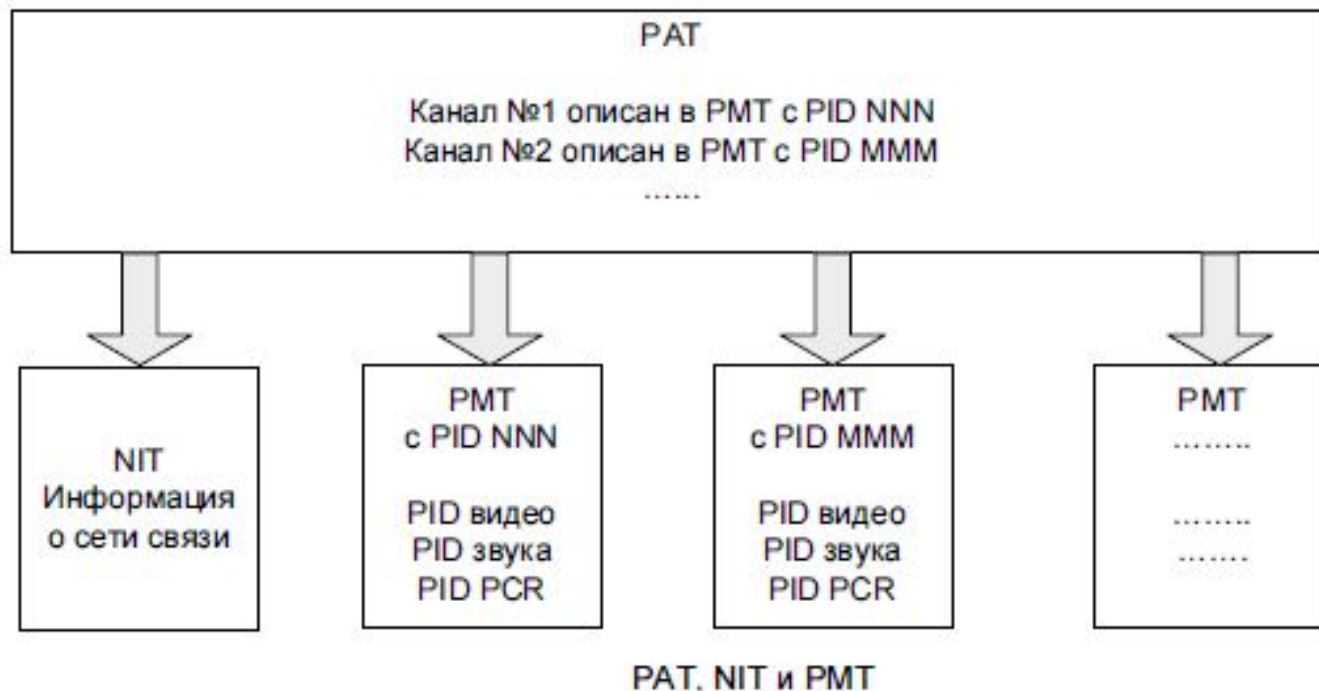 PAT
Канал №1 описан в PMT с PID NNN
Канал №2 описан в PMT с PID MMM
......
NIT
Информация
о сети связи
PMT
с PID NNN
PID видео
PID звука
PID PCR
PMT
с PID MMM
PID видео
PID звука
PID PCR
PMT
........
........
.......
PAT, NIT и PMT